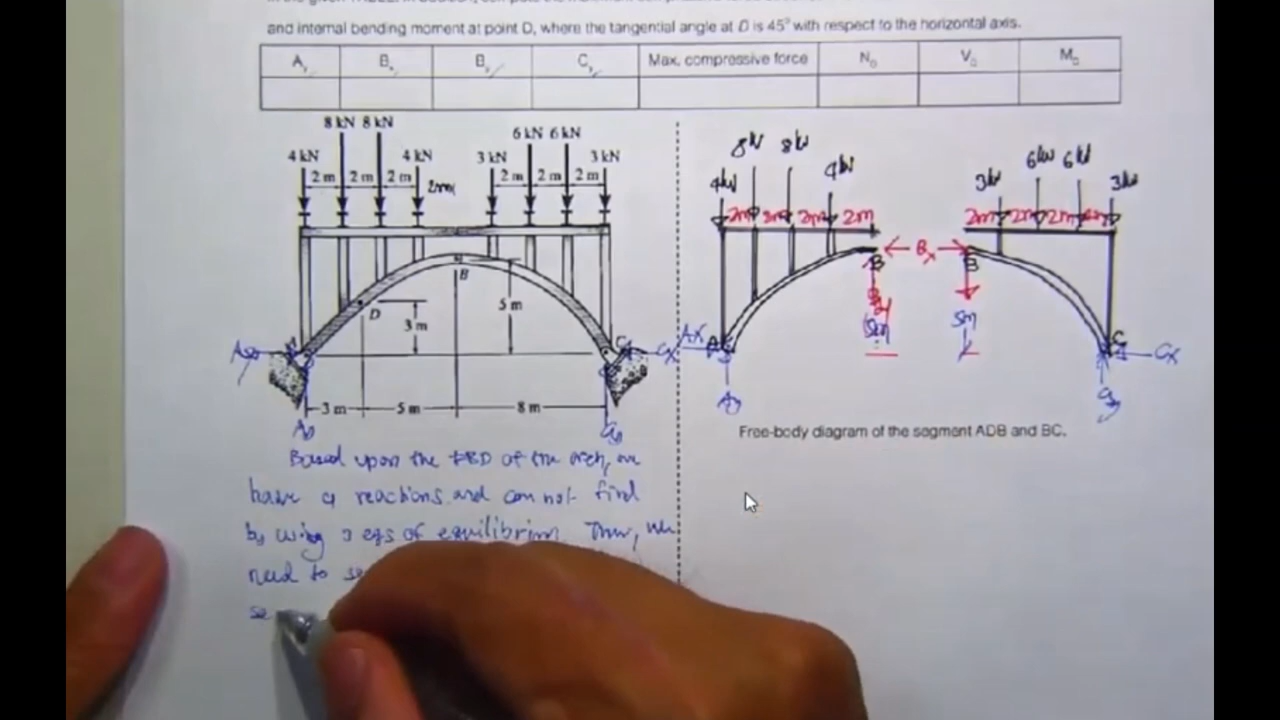 and internal bending moment at point D, where the tangential angle at D is 45° with respect to the horizontal axis.
Ay Bx By Cy Max. compressive force ND VD MD
8 kN 8 kN
4 kN 4 kN
2 m 2 m 2 m 2m
6 kN 6 kN
3 kN 3 kN
2 m 2 m 2 m
B
D
3 m
5 m
Cx
3 m 5 m 8 m
Ay Cy
8kN 8kN
4kN 4kN
2m 2m 2m 2m
6kN 6kN
3kN 3kN
2m 2m 2m 2m
Bx
B B
By
5m 5m
Ax A C Cx
Ay Cy
Free-body diagram of the segment ADB and BC.
Based upon the FBD of the arch, we
have 4 reactions and can not find
by using 3 eqs of equilibrium. Thus, we
need to se
se